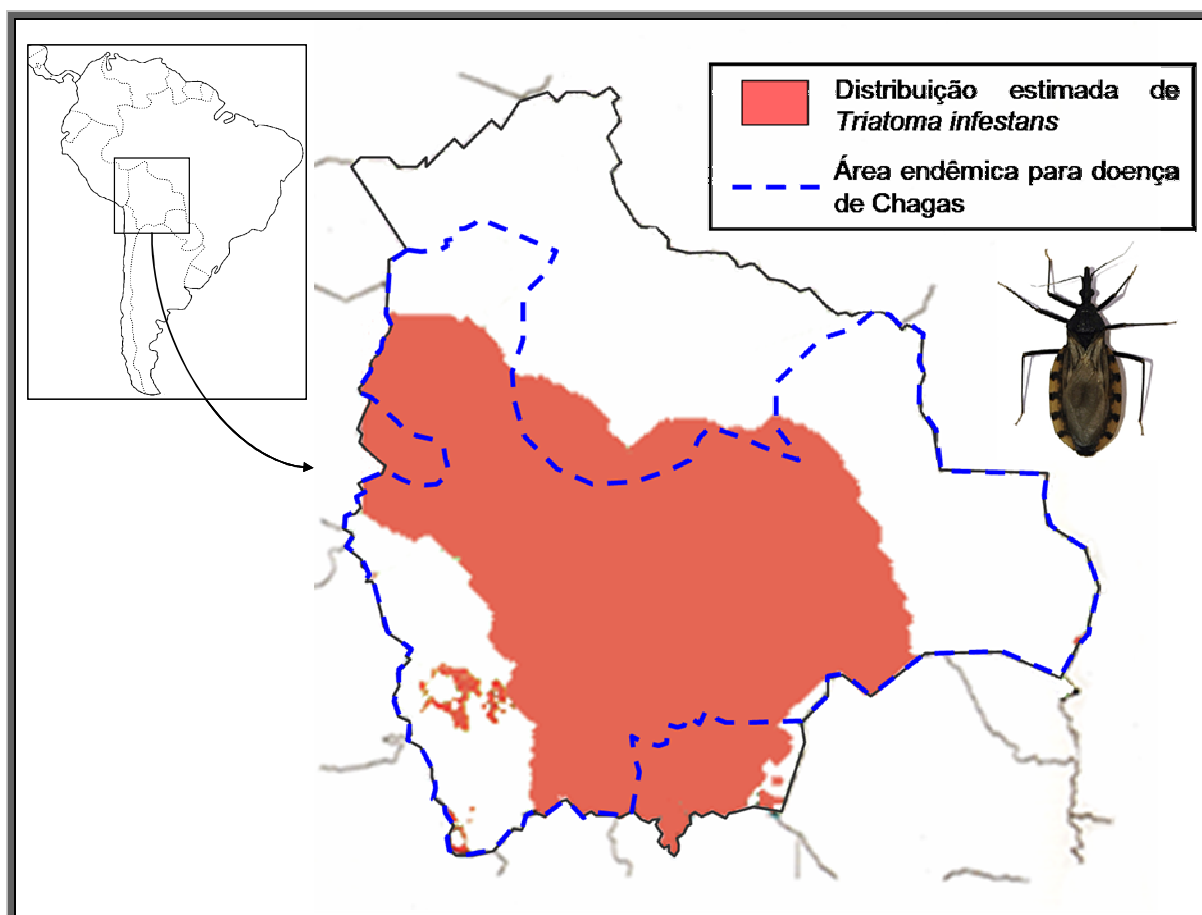 Distribuição estimada de
Triatoma infestans
Área endêmica para doença
de Chagas